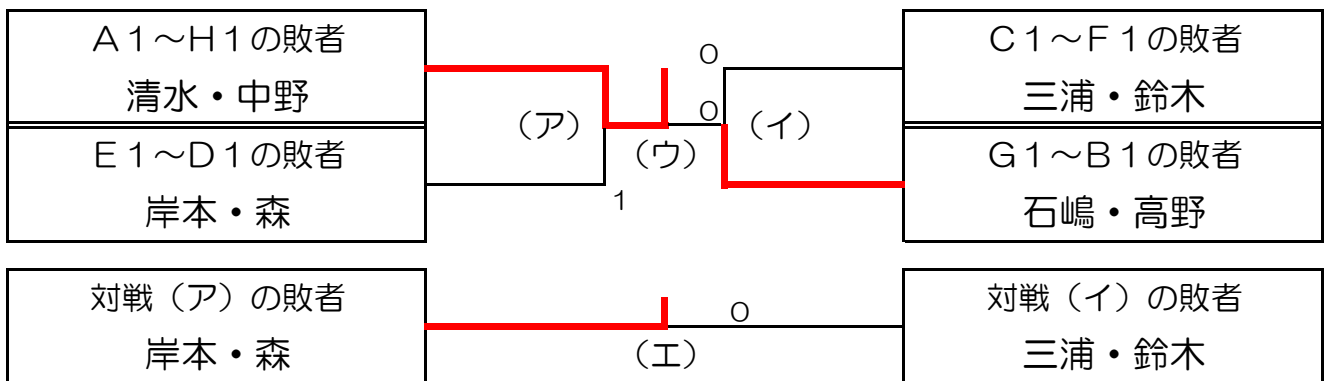 A1～H1の敗者
清水・中野
E1～D1の敗者
岸本・森
（ア）
1
（ウ）
0
0
（イ）
C1～F1の敗者
三浦・鈴木
G1～B1の敗者
石嶋・高野
対戦（ア）の敗者
岸本・森
（エ）
0
対戦（イ）の敗者
三浦・鈴木